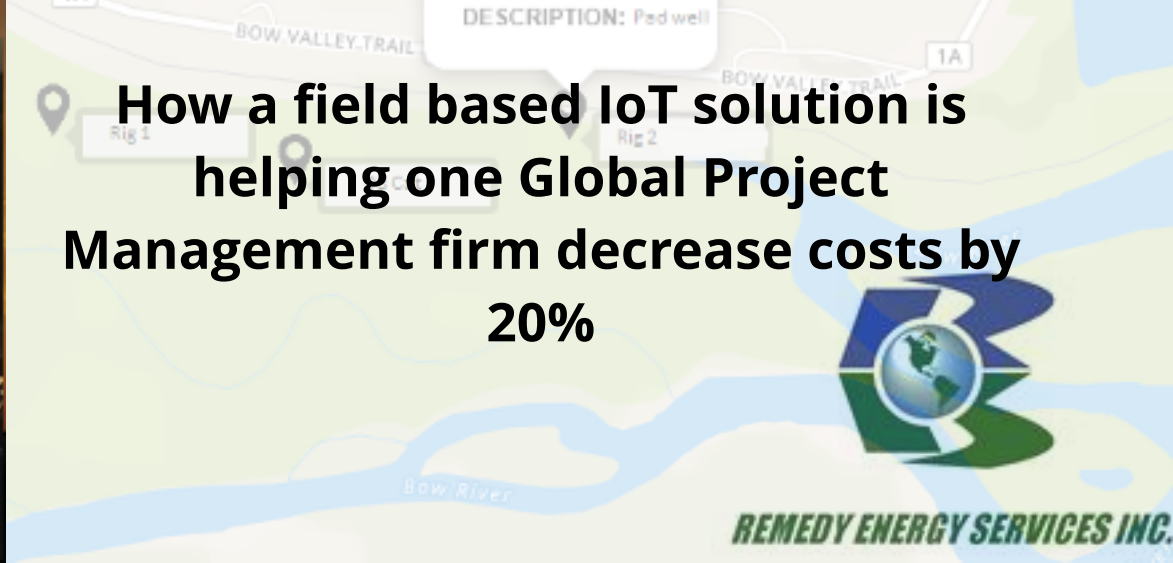 DESCRIPTION: Pad well
BOW VALLEY TRAIL
1A
BOW VALLEY TRAIL
How a field based IoT solution is
Rig 1
Rig 2
helping one Global Project
Management firm decrease costs by
20%
Bow River
REMEDY ENERGY SERVICES INC.